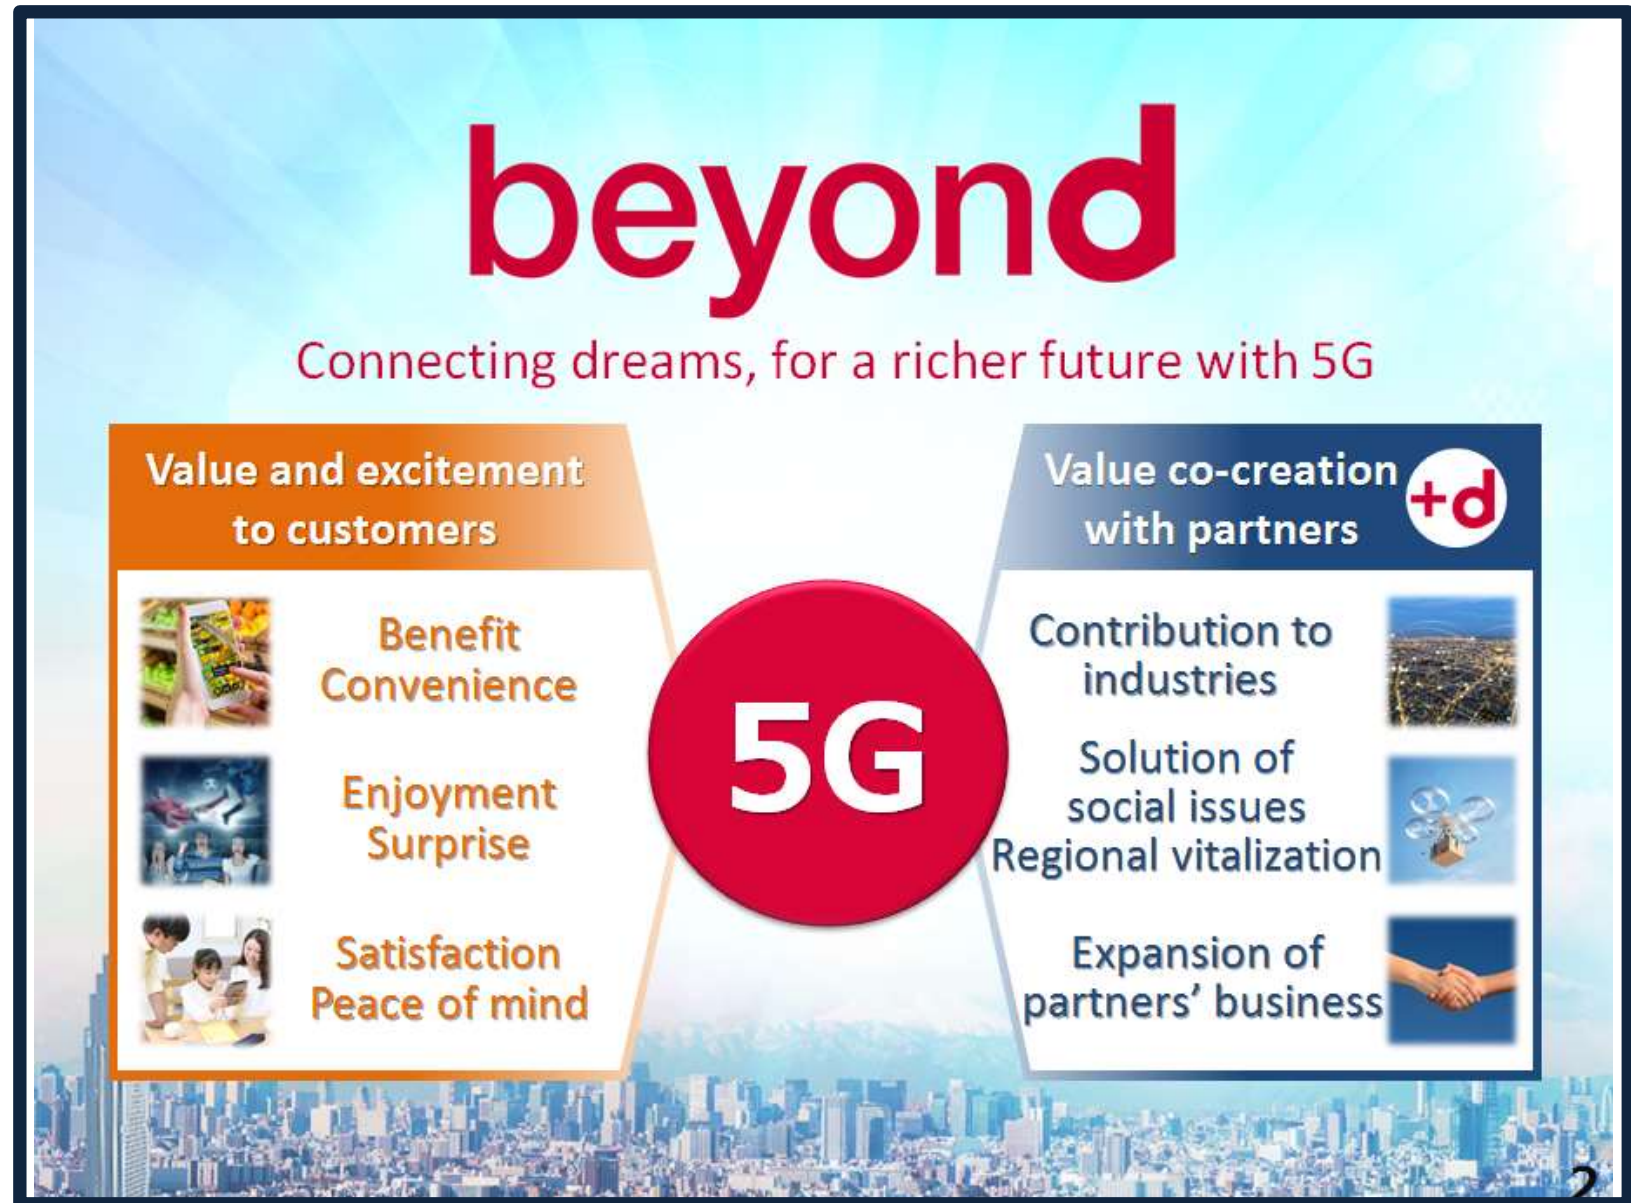 beyond
Connecting dreams, for a richer future with 5G
Value and excitement
to customers
Benefit
Convenience
Enjoyment
Surprise
Satisfaction
Peace of mind
5G
Value co-creation
with partners
+d
Contribution to
industries
Solution of
social issues
Regional vitalization
Expansion of
partners’ business
2